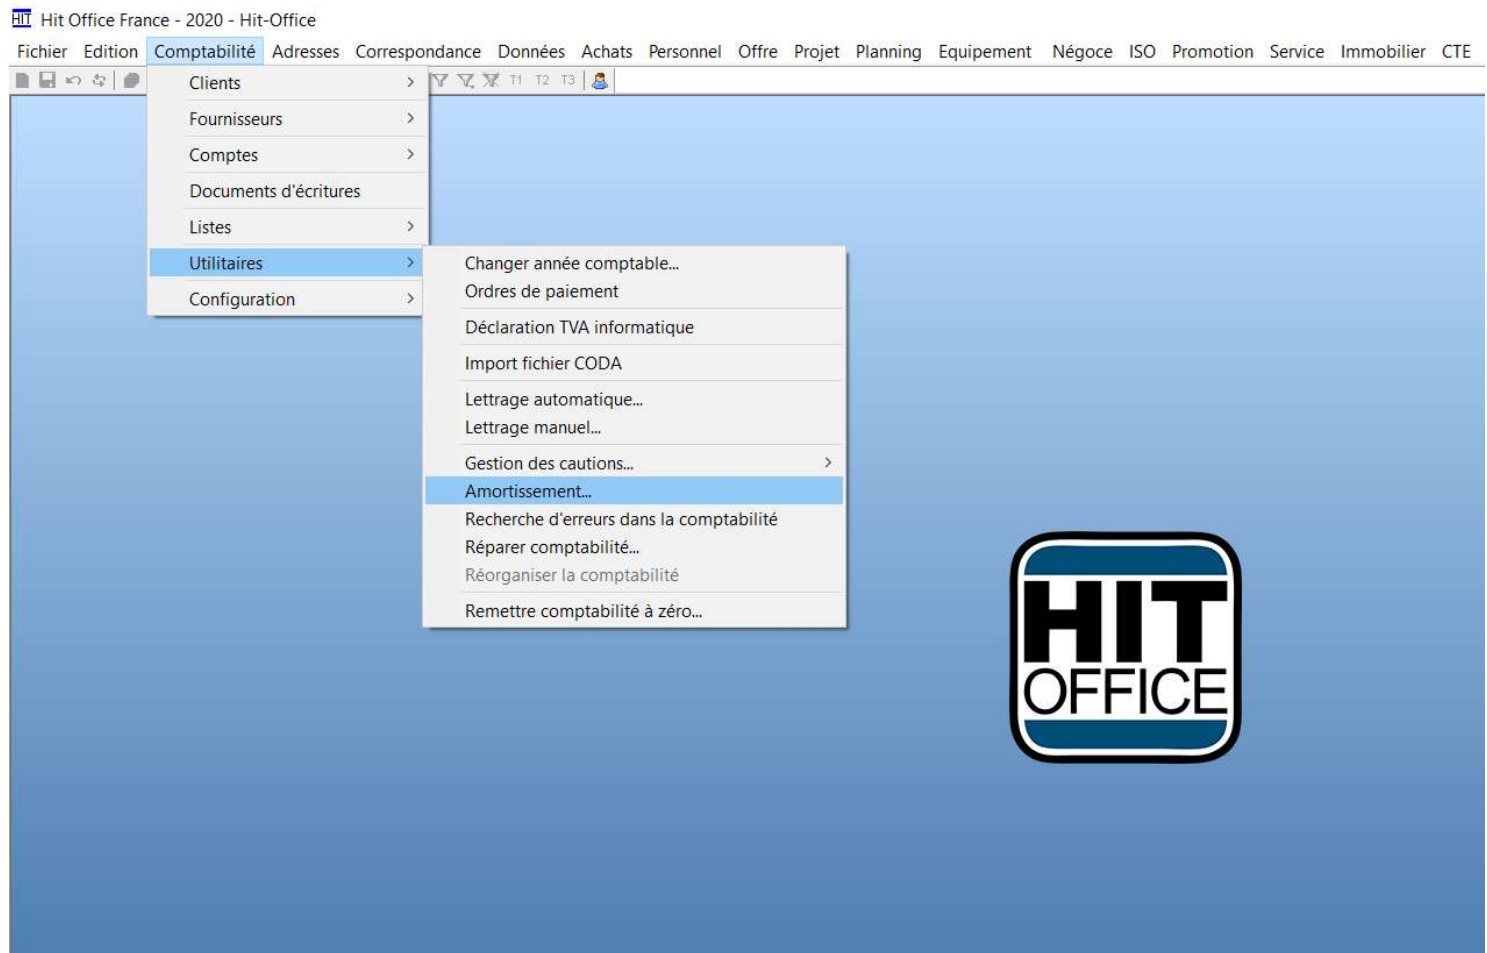 HIT Hit Office France - 2020 - Hit-Office
Fichier Edition Comptabilité Adresses Correspondance Données Achats Personnel Offre Projet Planning Equipement Négoce ISO Promotion Service Immobilier CTE
T1 T2 T3
Clients
Fournisseurs
Comptes
Documents d'écritures
Listes
Utilitaires
Configuration
Changer année comptable...
Ordres de paiement
Déclaration TVA informatique
Import fichier CODA
Lettrage automatique...
Lettrage manuel...
Gestion des cautions...
Amortissement...
Recherche d'erreurs dans la comptabilité
Réparer comptabilité...
Réorganiser la comptabilité
Remettre comptabilité à zéro...
HIT
OFFICE